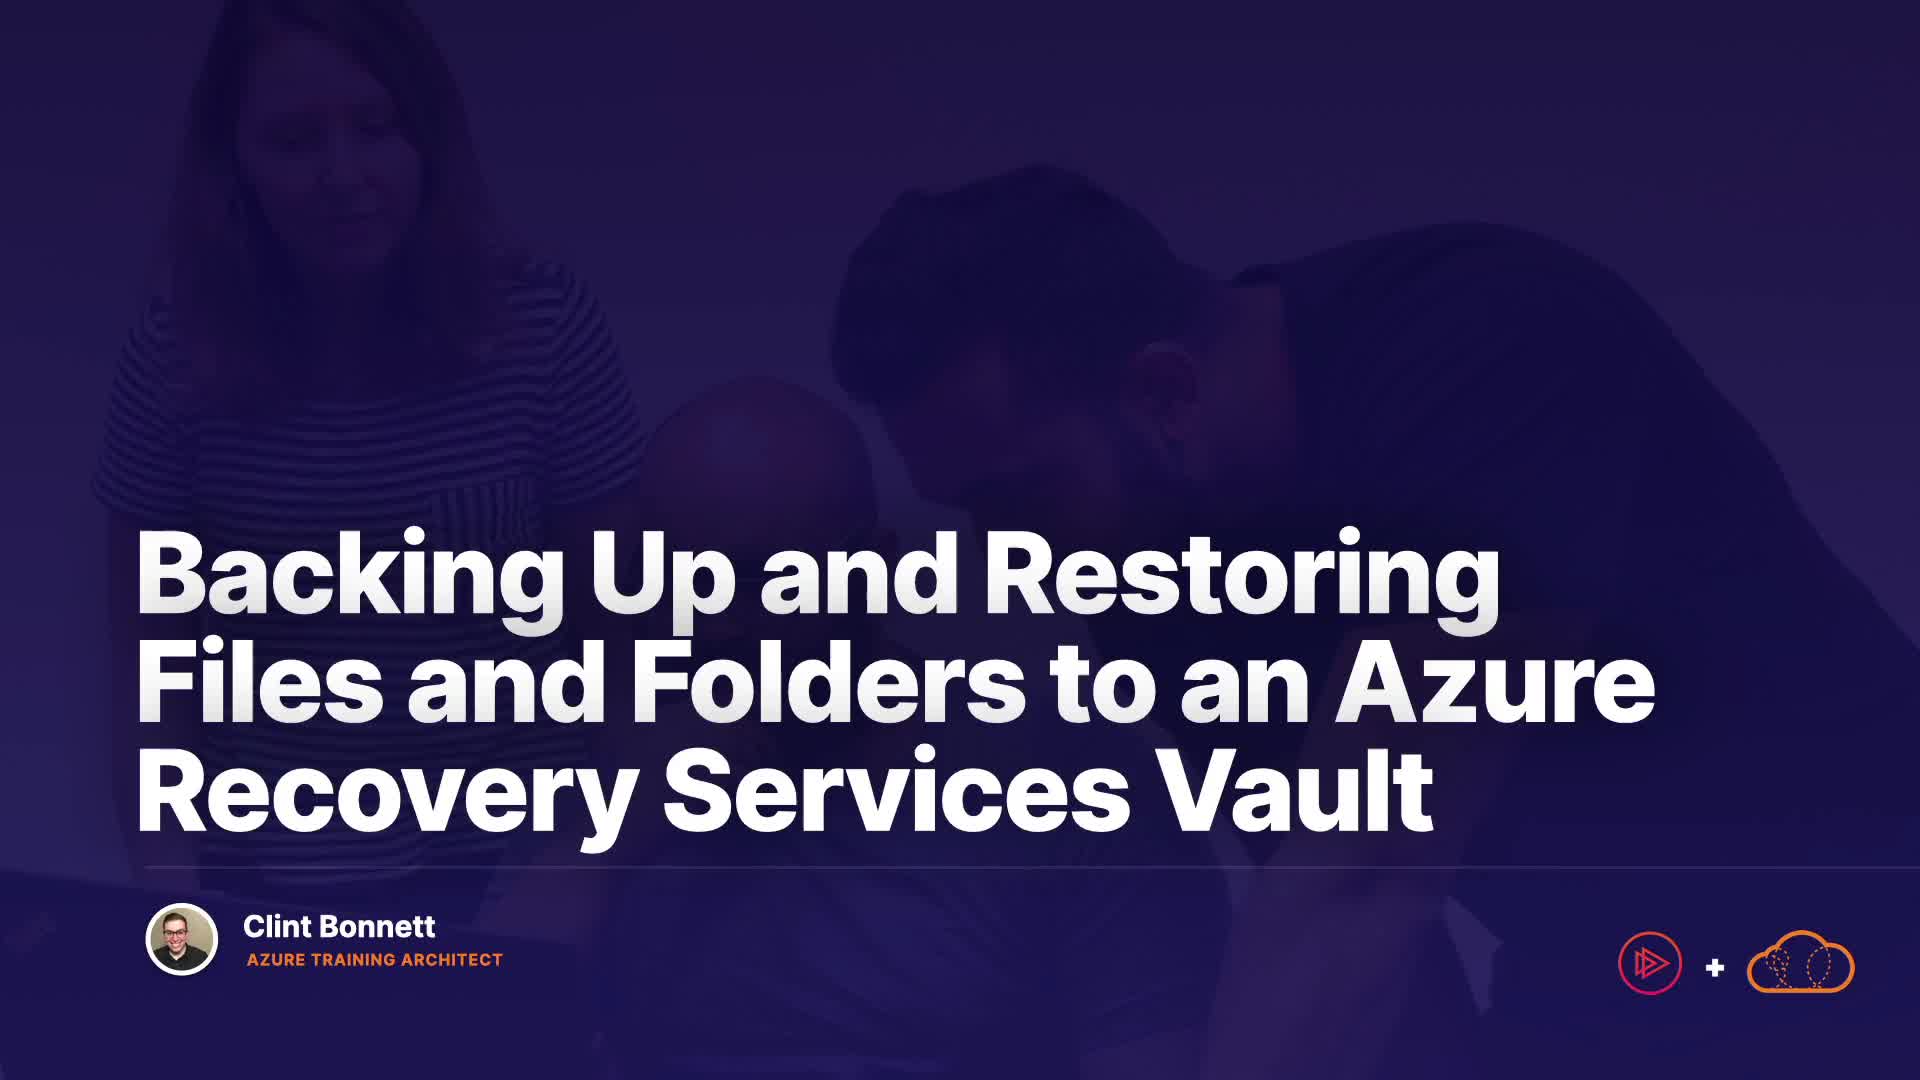 Backing Up and Restoring
Files and Folders to an Azure
Recovery Services Vault
Clint Bonnett
AZURE TRAINING ARCHITECT
+